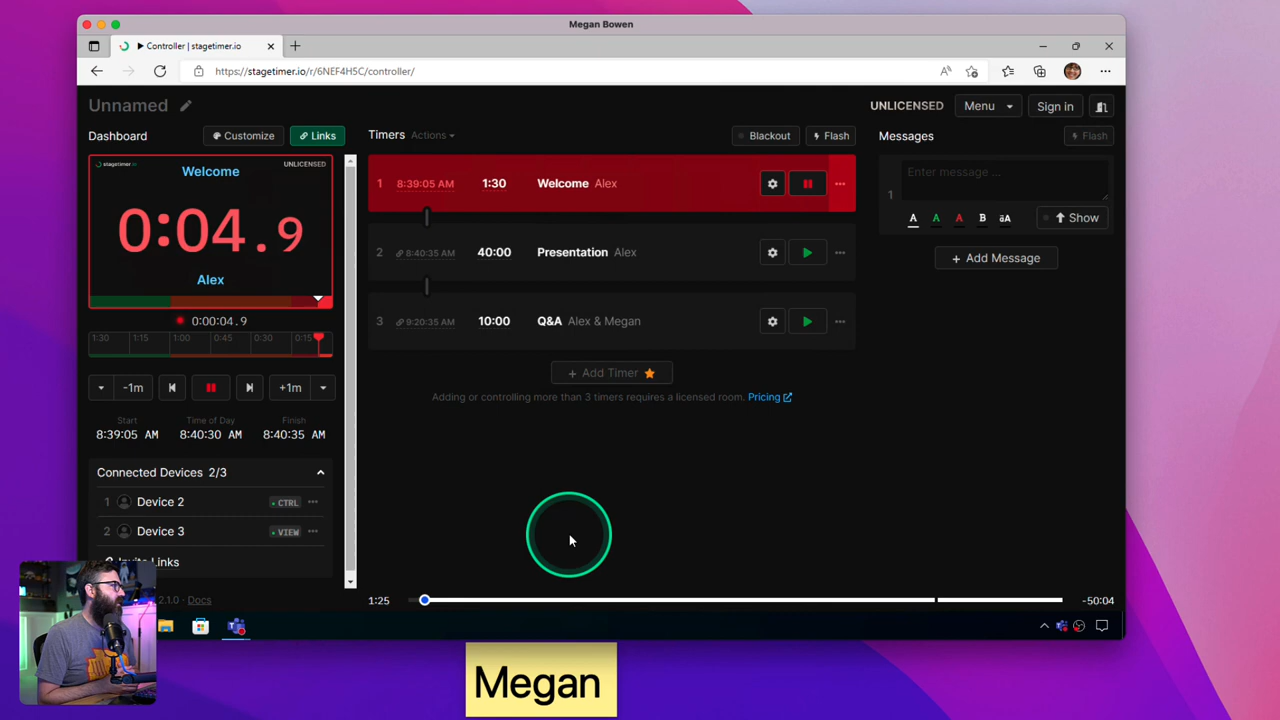 Megan Bowen
Controller | stagetimer.io
https://stagetimer.io/r/6NEF4H5C/controller/
Unnamed
UNLICENSED Menu Sign in
Dashboard Customize Links
Timers Actions Blackout Flash
Messages Flash
stagetimer.io UNLICENSED
Welcome
0:04.9
Alex
0:00:04.9
1:30 1:15 1:00 0:45 0:30 0:15
-1m +1m
Start Time of Day Finish
8:39:05 AM 8:40:30 AM 8:40:35 AM
Connected Devices 2/3
1 Device 2 CTRL
2 Device 3 VIEW
Invite Links
2.1.0 Docs
1 8:39:05 AM 1:30 Welcome Alex
2 8:40:35 AM 40:00 Presentation Alex
3 9:20:35 AM 10:00 Q&A Alex & Megan
+ Add Timer
Adding or controlling more than 3 timers requires a licensed room. Pricing
1:25 -50:04
Enter message ...
1
A A A B äA Show
+ Add Message
Megan